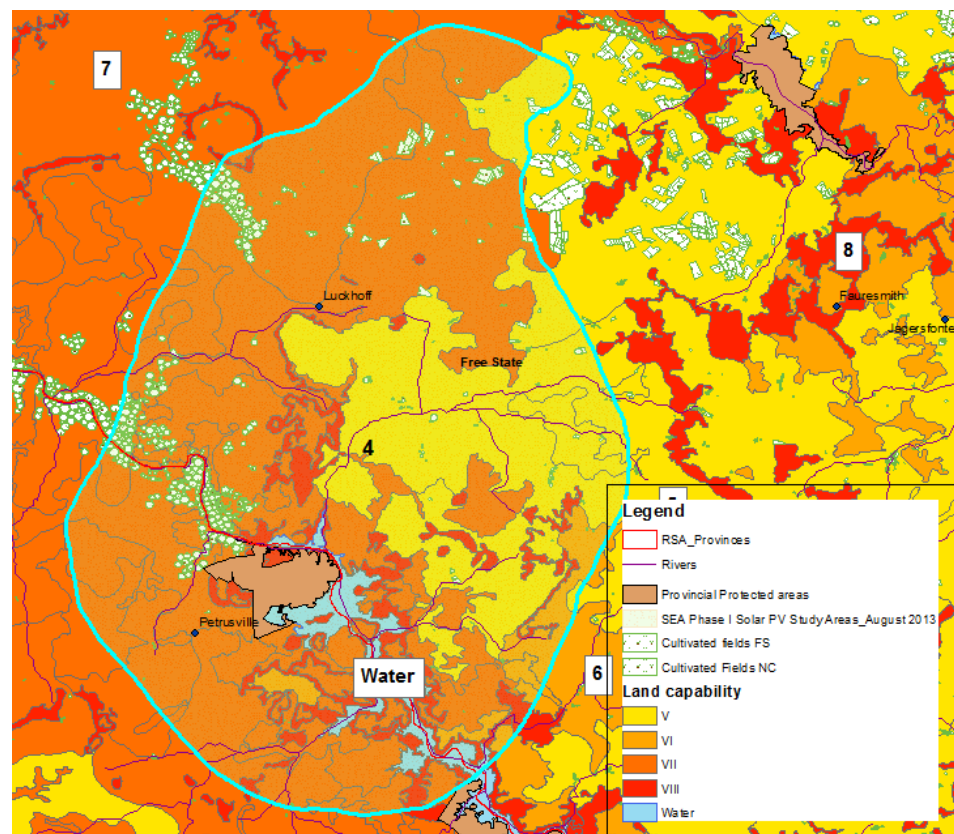 7
8
Luckhoff
Fauresmith
Jagersfonte
Free State
4
Legend
RSA_Provinces
Rivers
Provincial Protected areas
SEA Phase I Solar PV Study Areas_August 2013
Cultivated fields FS
Cultivated Fields NC
Land capability
V
VI
VII
VIII
Water
Petrusville
Water
6